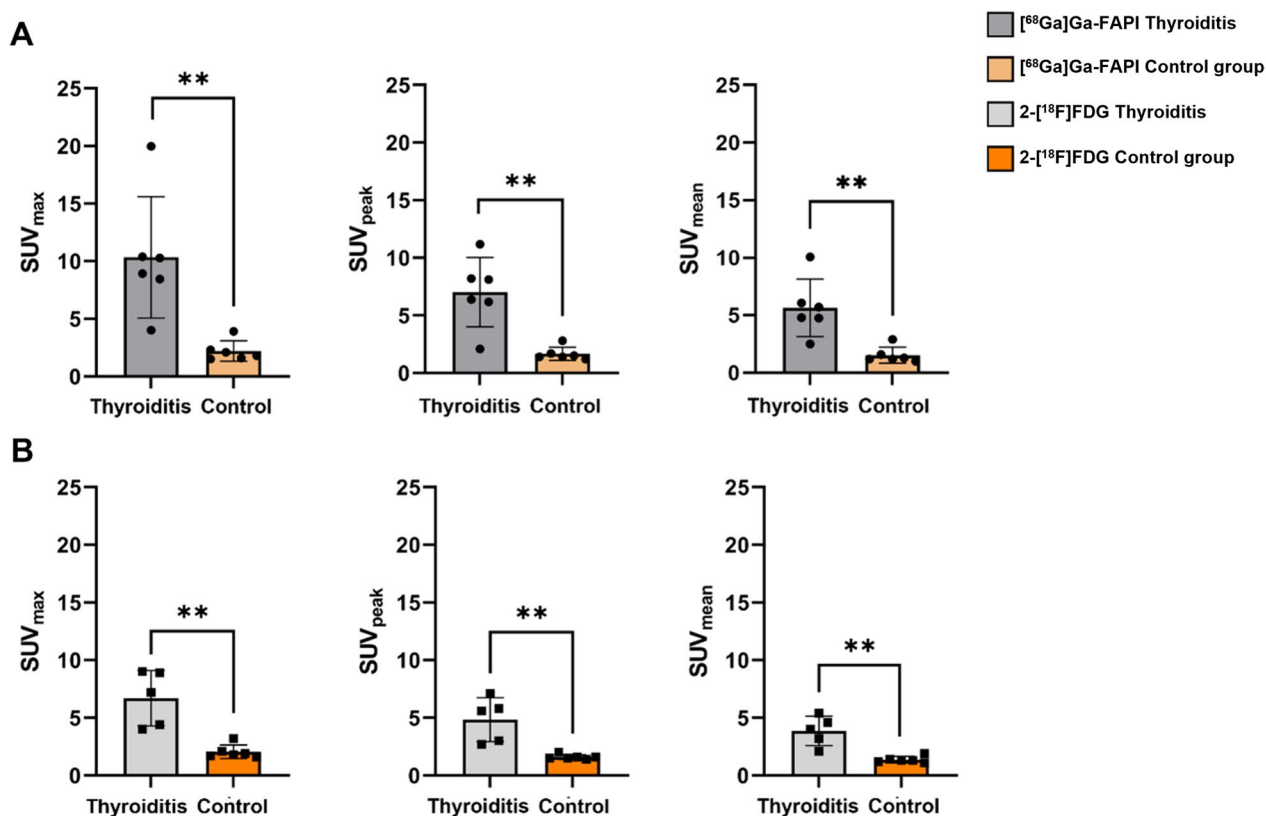 A
[⁶⁸Ga]Ga-FAPI Thyroiditis
[⁶⁸Ga]Ga-FAPI Control group
2-[¹⁸F]FDG Thyroiditis
2-[¹⁸F]FDG Control group
SUVmax
25
20
15
10
5
0
**
Thyroiditis Control
SUVpeak
25
20
15
10
5
0
**
Thyroiditis Control
SUVmean
25
20
15
10
5
0
**
Thyroiditis Control
B
SUVmax
25
20
15
10
5
0
**
Thyroiditis Control
SUVpeak
25
20
15
10
5
0
**
Thyroiditis Control
SUVmean
25
20
15
10
5
0
**
Thyroiditis Control